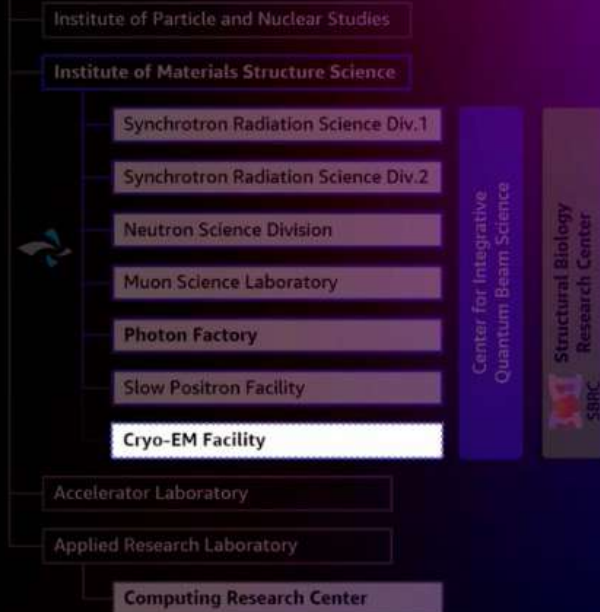 Institute of Particle and Nuclear Studies
Institute of Materials Structure Science
Synchrotron Radiation Science Div.1
Synchrotron Radiation Science Div.2
Neutron Science Division
Muon Science Laboratory
Photon Factory
Slow Positron Facility
Cryo-EM Facility
Center for Integrative
Quantum Beam Science
Structural Biology
Research Center
SBRC
Accelerator Laboratory
Applied Research Laboratory
Computing Research Center